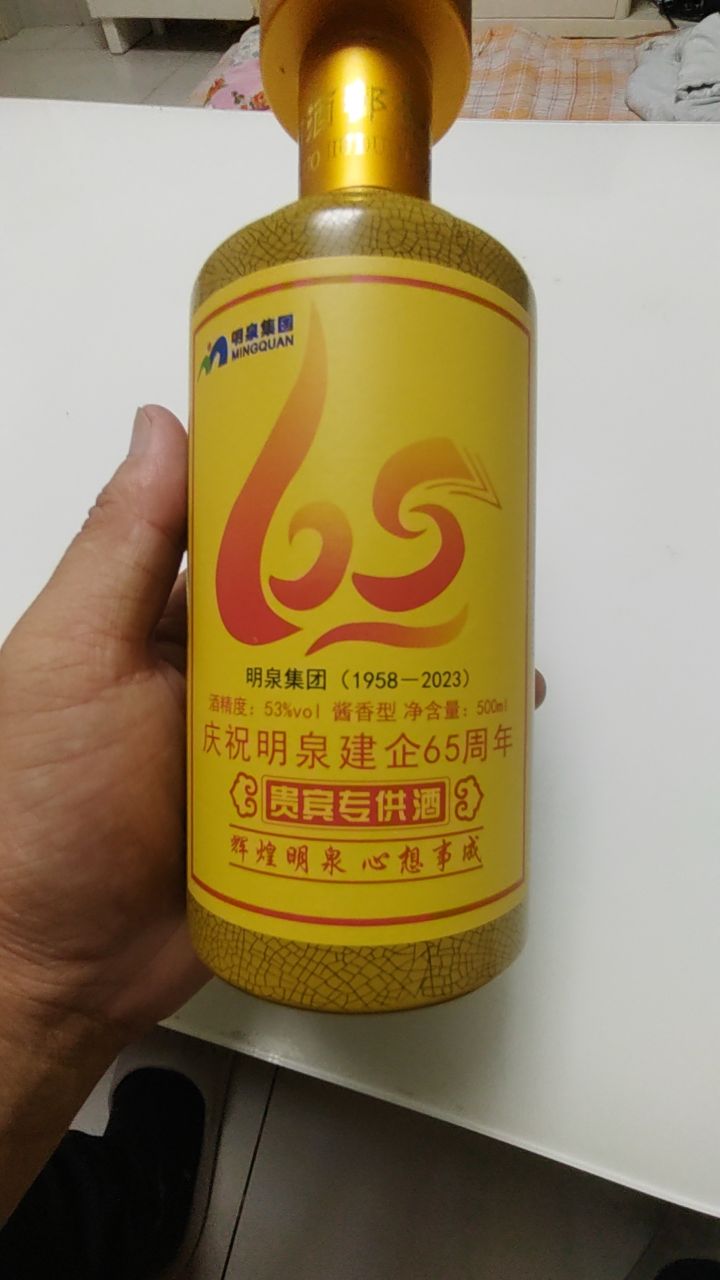 明泉集团
MINGQUAN
65
明泉集团（1958－2023）
酒精度：53%vol 酱香型 净含量：500ml
庆祝明泉建企65周年
贵宾专供酒
辉煌明泉 心想事成